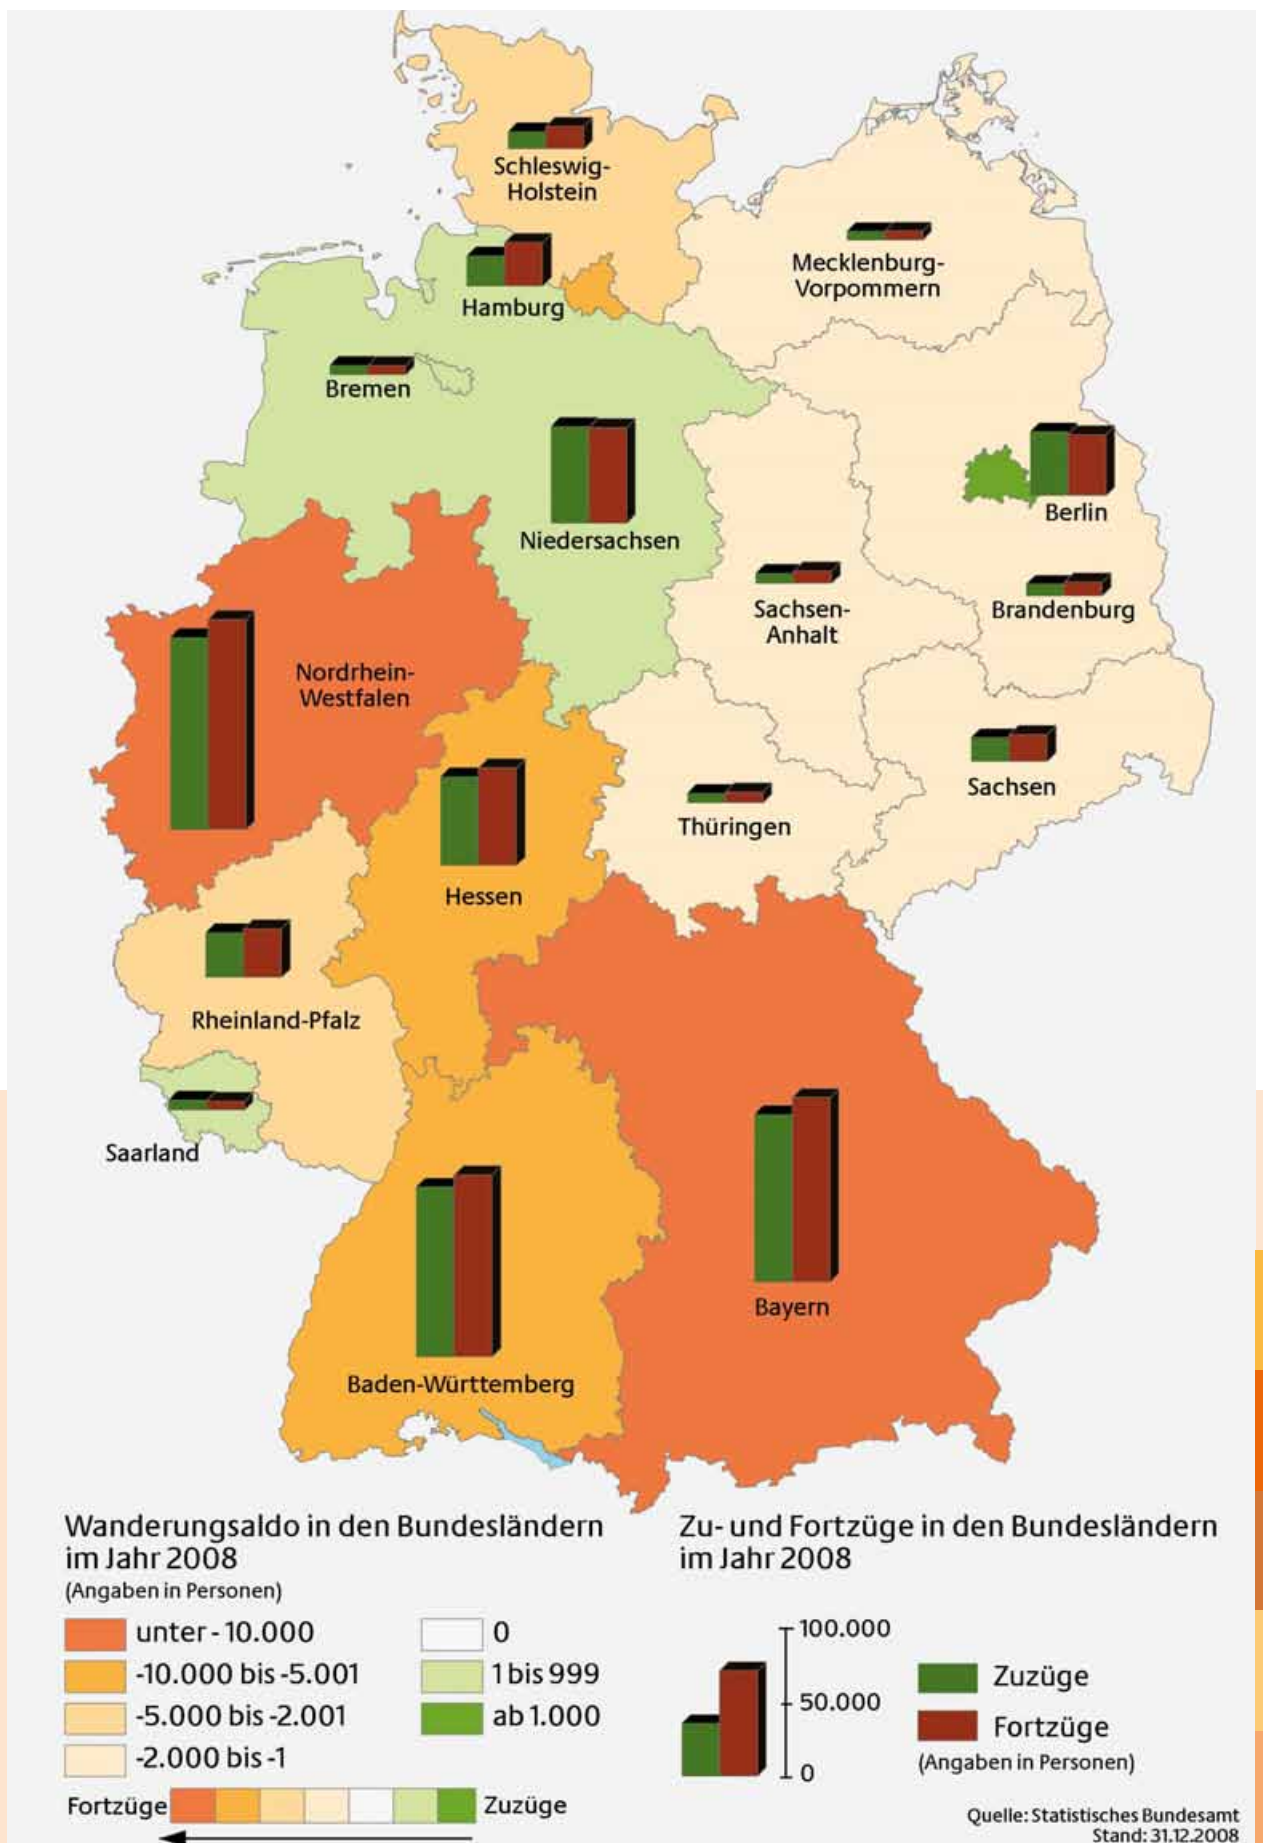 Schleswig-
Holstein
Mecklenburg-
Vorpommern
Hamburg
Bremen
Berlin
Niedersachsen
Sachsen-
Anhalt
Brandenburg
Nordrhein-
Westfalen
Sachsen
Thüringen
Hessen
Rheinland-Pfalz
Saarland
Bayern
Baden-Württemberg
Wanderungsaldo in den Bundesländern
im Jahr 2008
(Angaben in Personen)
unter - 10.000
-10.000 bis -5.001
-5.000 bis -2.001
-2.000 bis -1
0
1 bis 999
ab 1.000
Fortzüge
Zuzüge
Zu- und Fortzüge in den Bundesländern
im Jahr 2008
100.000
50.000
0
Zuzüge
Fortzüge
(Angaben in Personen)
Quelle: Statistisches Bundesamt
Stand: 31.12.2008